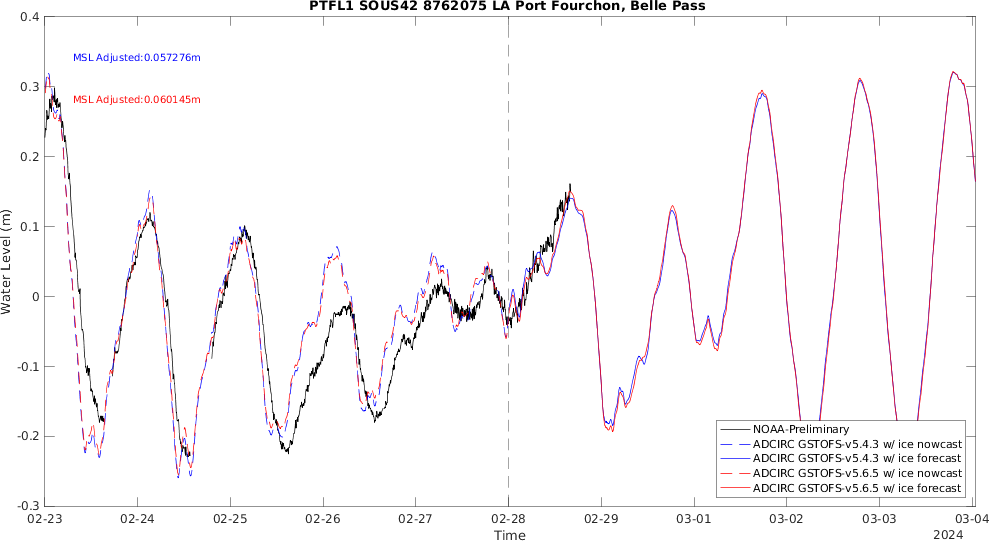 PTFL1 SOUS42 8762075 LA Port Fourchon, Belle Pass
0.4
0.3
0.2
0.1
0
-0.1
-0.2
-0.3
Water Level (m)
MSL Adjusted:0.057276m
MSL Adjusted:0.060145m
NOAA-Preliminary
ADCIRC GSTOFS-v5.4.3 w/ ice nowcast
ADCIRC GSTOFS-v5.4.3 w/ ice forecast
ADCIRC GSTOFS-v5.6.5 w/ ice nowcast
ADCIRC GSTOFS-v5.6.5 w/ ice forecast
02-23 02-24 02-25 02-26 02-27 02-28 02-29 03-01 03-02 03-03 03-04
Time
2024